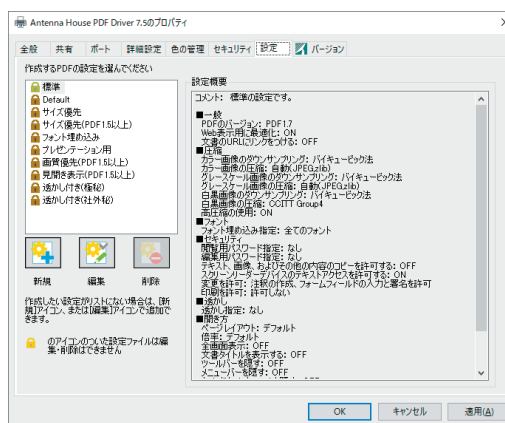 Antenna House PDF Driver 7.5のプロパティ
全般 共有 ポート 詳細設定 色の管理 セキュリティ 設定 バージョン
作成するPDFの設定を選んでください
標準
Default
サイズ優先
サイズ優先(PDF1.5以上)
フォント埋め込み
プレゼンテーション用
画質優先(PDF1.5以上)
見開き表示(PDF1.5以上)
透かし付き(極秘)
透かし付き(社外秘)
新規 編集 削除
作成したい設定がリストにない場合は、[新
規]アイコン、または[編集]アイコンで追加で
きます。
のアイコンのついた設定ファイルは編
集・削除はできません
設定概要
コメント: 標準の設定です。
■一般
PDFのバージョン: PDF1.7
Web表示用に最適化: ON
文書のURLにリンクをつける: OFF
■圧縮
カラー画像のダウンサンプリング: バイキュービック法
カラー画像の圧縮: 自動(JPEG,zlib)
グレースケール画像のダウンサンプリング: バイキュービック法
グレースケール画像の圧縮: 自動(JPEG,zlib)
白黒画像のダウンサンプリング: バイキュービック法
白黒画像の圧縮: CCITT Group4
高圧縮の使用: ON
■フォント
フォント埋め込み指定: 全てのフォント
■セキュリティ
閲覧用パスワード指定: なし
編集用パスワード指定: なし
テキスト、画像、およびその他の内容のコピーを許可する: OFF
スクリーンリーダーデバイスのテキストアクセスを許可する: ON
変更を許可: 注釈の作成、フォームフィールドの入力と署名を許可
印刷を許可: 許可しない
■透かし
透かし指定: なし
■開き方
ページレイアウト: デフォルト
倍率: デフォルト
全画面表示: OFF
文書タイトルを表示する: OFF
ツールバーを隠す: OFF
メニューバーを隠す: OFF
OK キャンセル 適用(A)